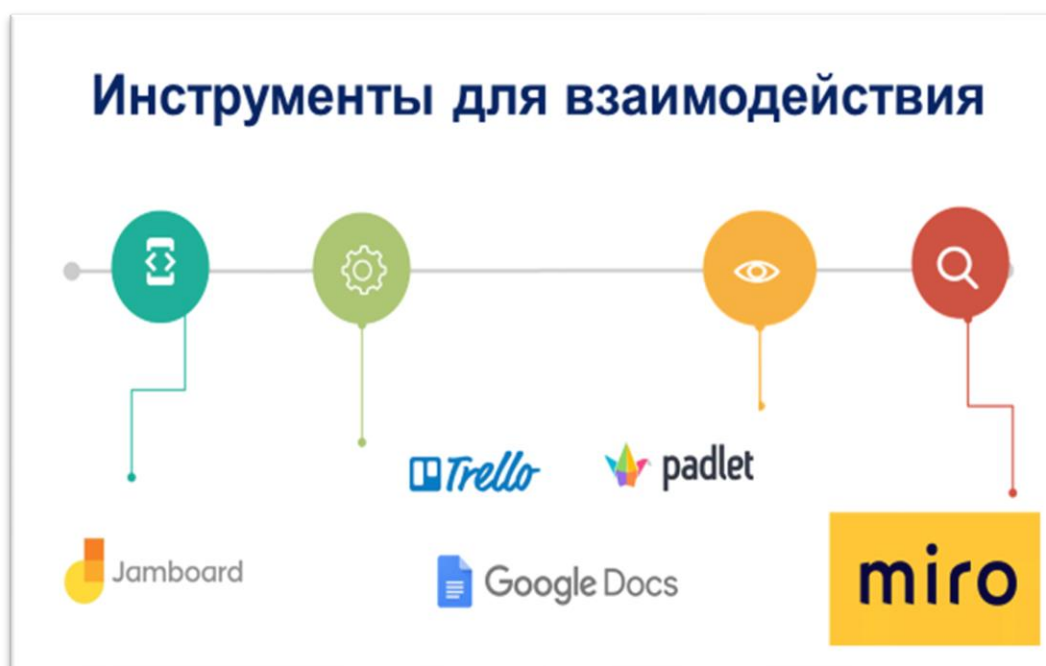 Инструменты для взаимодействия
Trello
padlet
Jamboard
Google Docs
miro